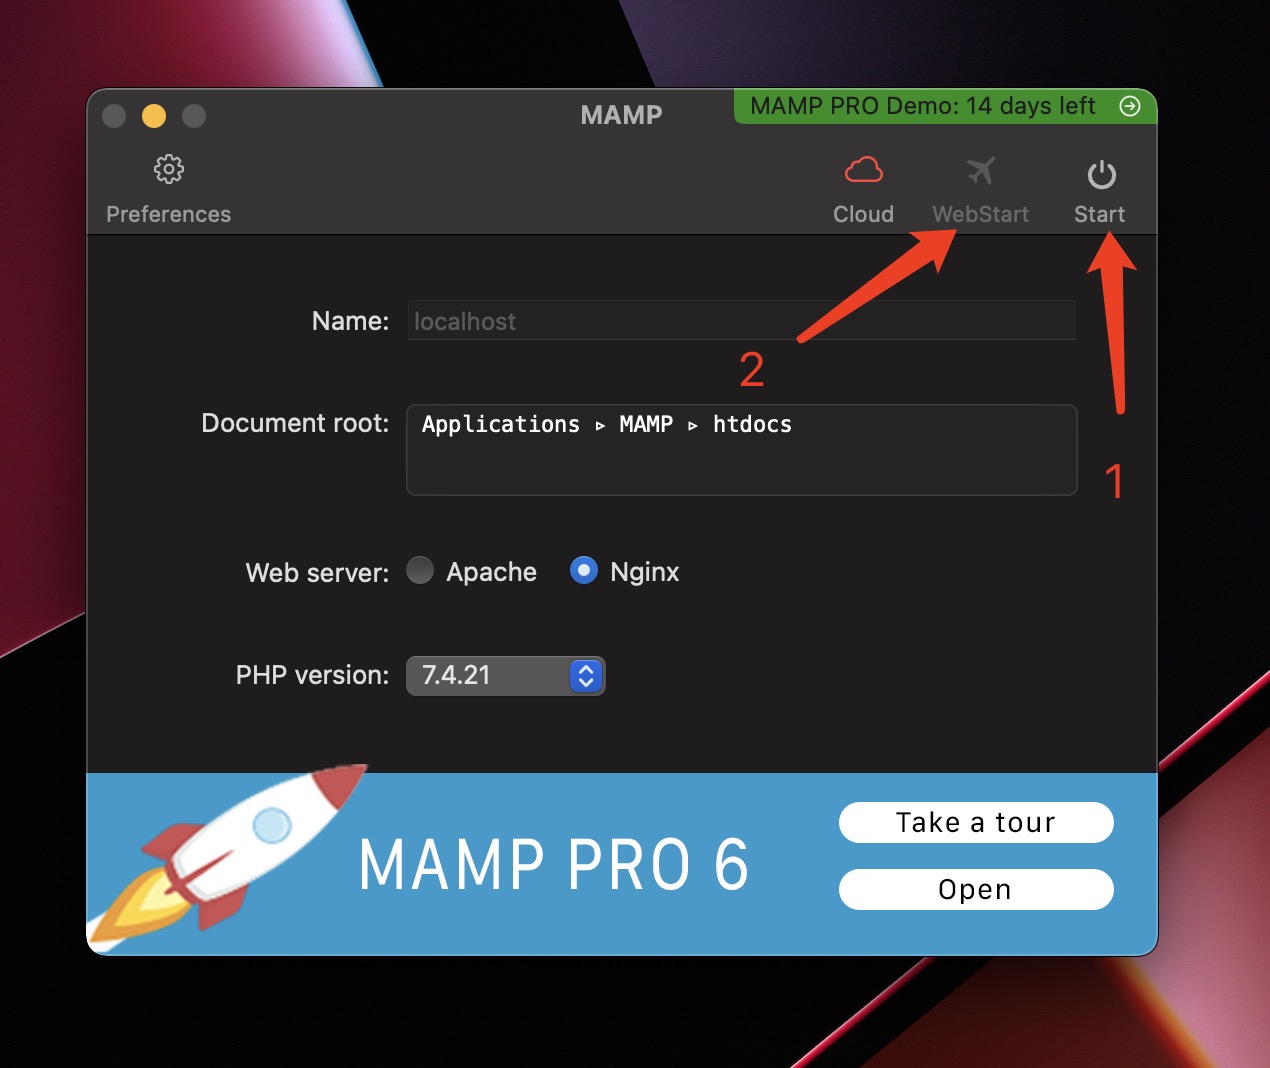 MAMP
MAMP PRO Demo: 14 days left
Preferences
Cloud
WebStart
Start
Name: localhost
2
Document root: Applications ▹ MAMP ▹ htdocs
1
Web server: Apache Nginx
PHP version: 7.4.21
MAMP PRO 6
Take a tour
Open